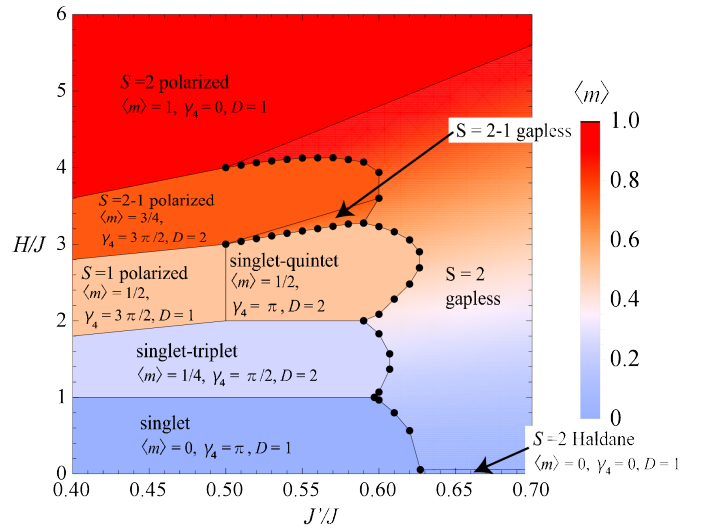 6
5
4
3
2
1
0
H/J
0.40
0.45
0.50
0.55
0.60
0.65
0.70
J'/J
S=2 polarized
⟨m⟩ = 1, γ4 = 0, D = 1
S = 2-1 gapless
S=2-1 polarized
⟨m⟩ = 3/4,
γ4 = 3π/2, D = 2
S=1 polarized
⟨m⟩ = 1/2,
γ4 = 3π/2, D = 1
singlet-quintet
⟨m⟩ = 1/2,
γ4 = π, D = 2
S = 2
gapless
singlet-triplet
⟨m⟩ = 1/4, γ4 = π/2, D = 2
singlet
⟨m⟩ = 0, γ4 = π, D = 1
S=2 Haldane
⟨m⟩ = 0, γ4 = 0, D = 1
⟨m⟩
1.0
0.8
0.6
0.4
0.2
0